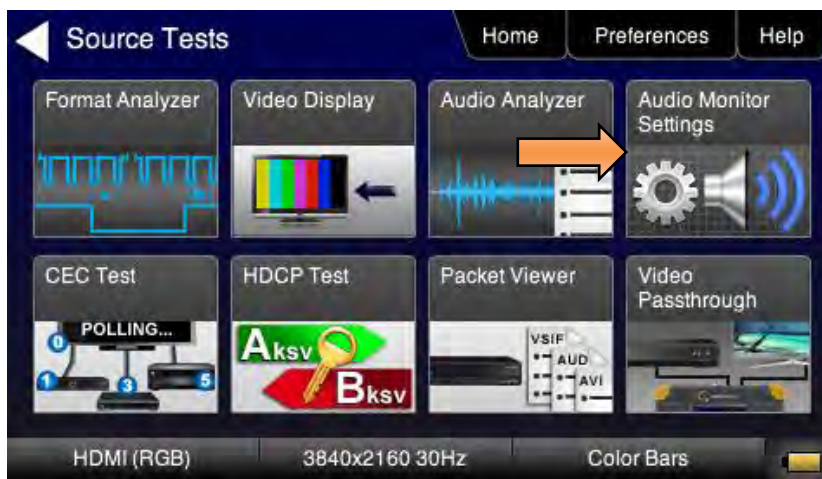 Source Tests
Home
Preferences
Help
Format Analyzer
Video Display
Audio Analyzer
Audio Monitor
Settings
CEC Test
HDCP Test
Packet Viewer
Video
Passthrough
POLLING...
0
1
3
5
Aksv
Bksv
VSIF
AUD
AVI
HDMI (RGB)
3840x2160 30Hz
Color Bars